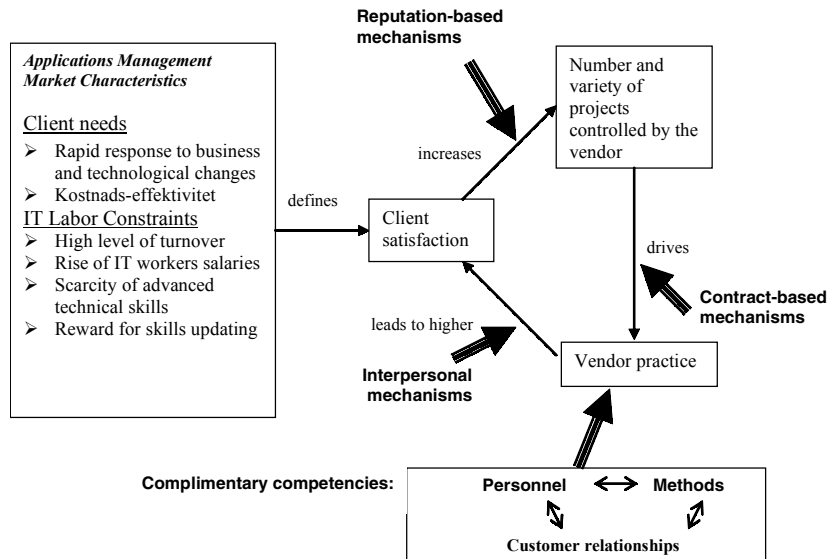 Applications Management
Market Characteristics
Client needs
➢ Rapid response to business
and technological changes
➢ Kostnads-effektivitet
IT Labor Constraints
➢ High level of turnover
➢ Rise of IT workers salaries
➢ Scarcity of advanced
technical skills
➢ Reward for skills updating
defines
Client
satisfaction
Reputation-based
mechanisms
increases
Number and
variety of
projects
controlled by the
vendor
drives
Contract-based
mechanisms
leads to higher
Interpersonal
mechanisms
Vendor practice
Complimentary competencies:
Personnel
Methods
Customer relationships